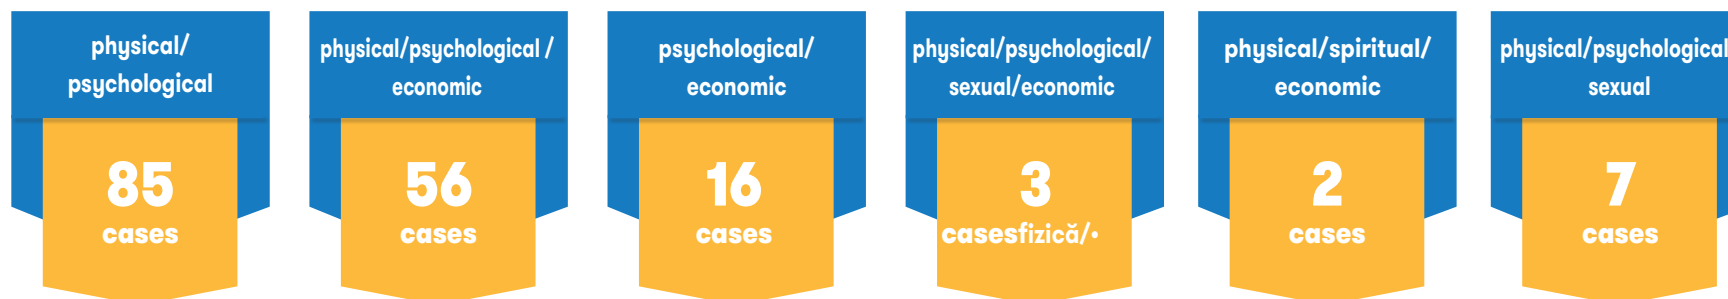 physical/
psychological
85
cases
physical/psychological /
economic
56
cases
psychological/
economic
16
cases
physical/psychological/
sexual/economic
3
casesfizică/•
physical/spiritual/
economic
2
cases
physical/psychological
sexual
7
cases